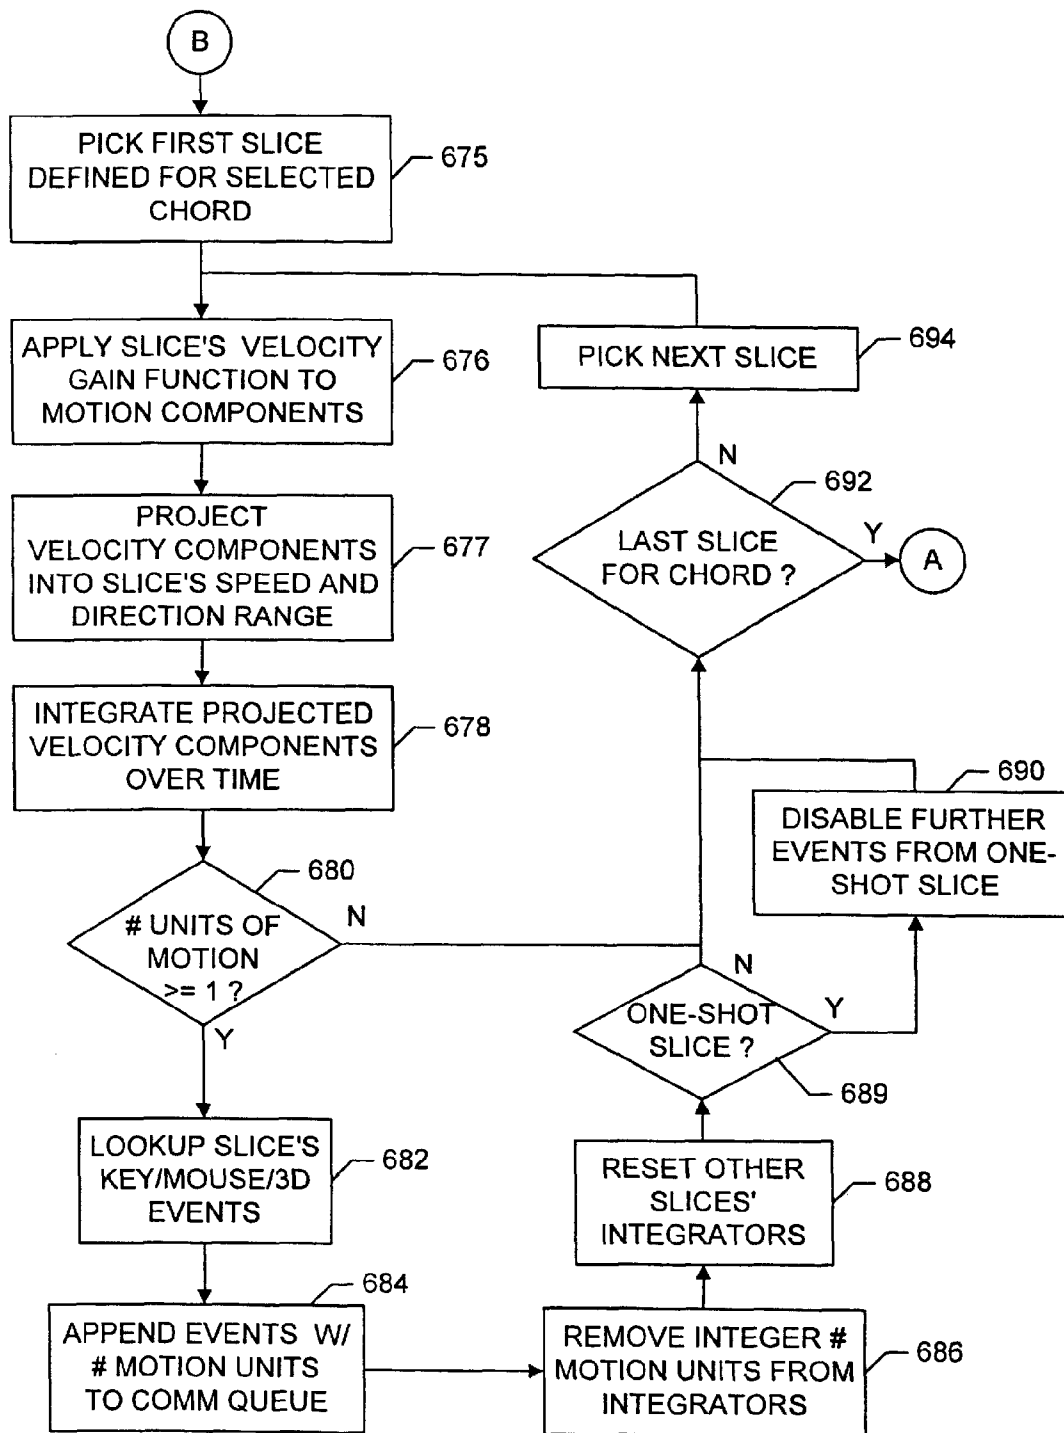 B
PICK FIRST SLICE
DEFINED FOR SELECTED
CHORD
675
APPLY SLICE'S VELOCITY
GAIN FUNCTION TO
MOTION COMPONENTS
676
PROJECT
VELOCITY COMPONENTS
INTO SLICE'S SPEED AND
DIRECTION RANGE
677
INTEGRATE PROJECTED
VELOCITY COMPONENTS
OVER TIME
678
# UNITS OF
MOTION
>= 1 ?
680
N
Y
LOOKUP SLICE'S
KEY/MOUSE/3D
EVENTS
682
APPEND EVENTS W/
# MOTION UNITS
TO COMM QUEUE
684
REMOVE INTEGER #
MOTION UNITS FROM
INTEGRATORS
686
RESET OTHER
SLICES'
INTEGRATORS
688
ONE-SHOT
SLICE ?
689
N
Y
DISABLE FURTHER
EVENTS FROM ONE-
SHOT SLICE
690
LAST SLICE
FOR CHORD ?
692
N
Y
A
PICK NEXT SLICE
694